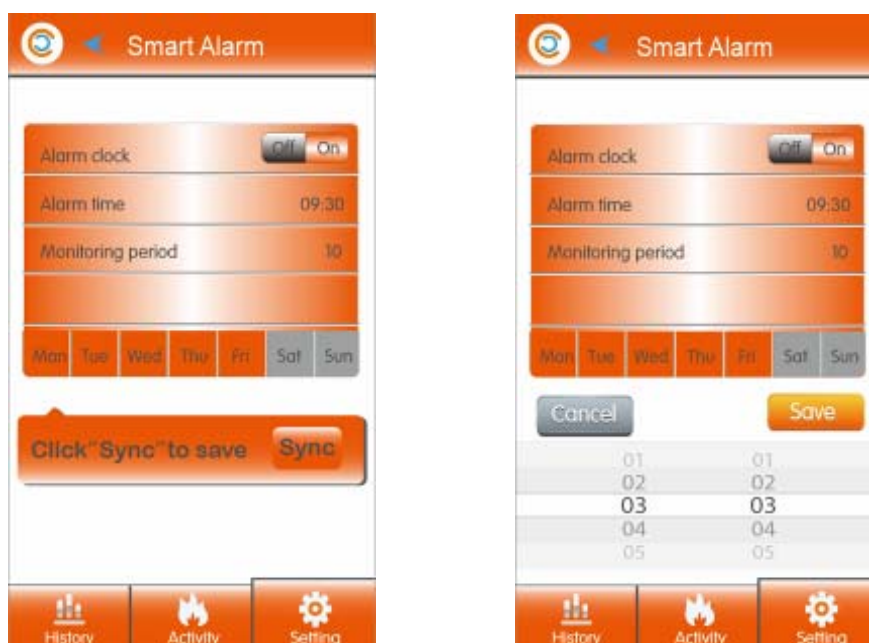 Smart Alarm
Alarm clock Off On
Alarm time 09:30
Monitoring period 10
Mon Tue Wed Thu Fri Sat Sun
Click"Sync"to save Sync
History Activity Setting
Smart Alarm
Alarm clock Off On
Alarm time 09:30
Monitoring period 10
Mon Tue Wed Thu Fri Sat Sun
Cancel Save
01 01
02 02
03 03
04 04
05 05
History Activity Setting